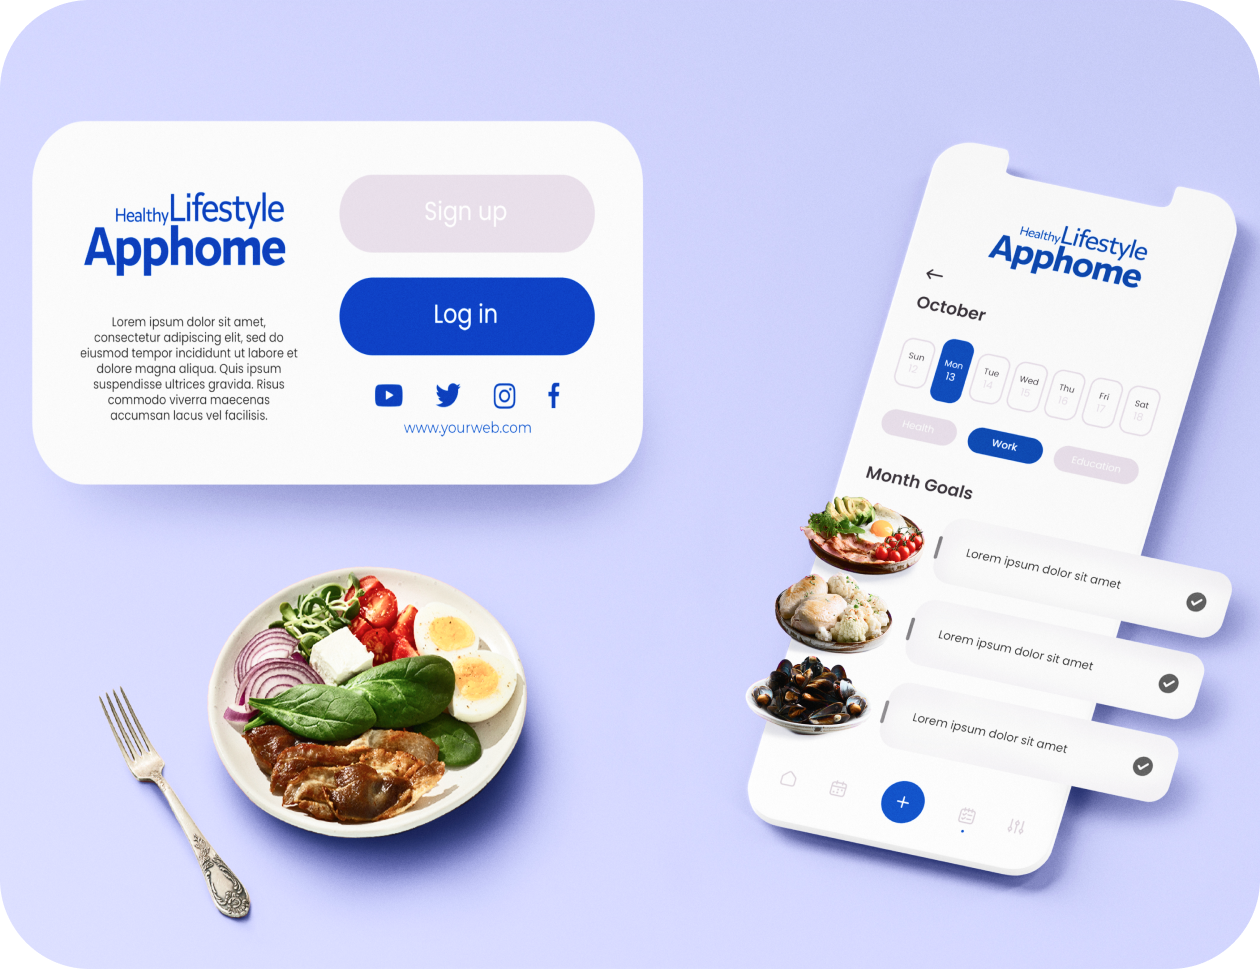 Healthy Lifestyle
Apphome
Lorem ipsum dolor sit amet,
consectetur adipiscing elit, sed do
eiusmod tempor incididunt ut labore et
dolore magna aliqua. Quis ipsum
suspendisse ultrices gravida. Risus
commodo viverra maecenas
accumsan lacus vel facilisis.
Sign up
Log in
www.yourweb.com
Healthy Lifestyle
Apphome
October
Sun Mon Tue Wed Thu Fri Sat
12 13 14 15 16 17 18
Health Work Education
Month Goals
Lorem ipsum dolor sit amet
Lorem ipsum dolor sit amet
Lorem ipsum dolor sit amet